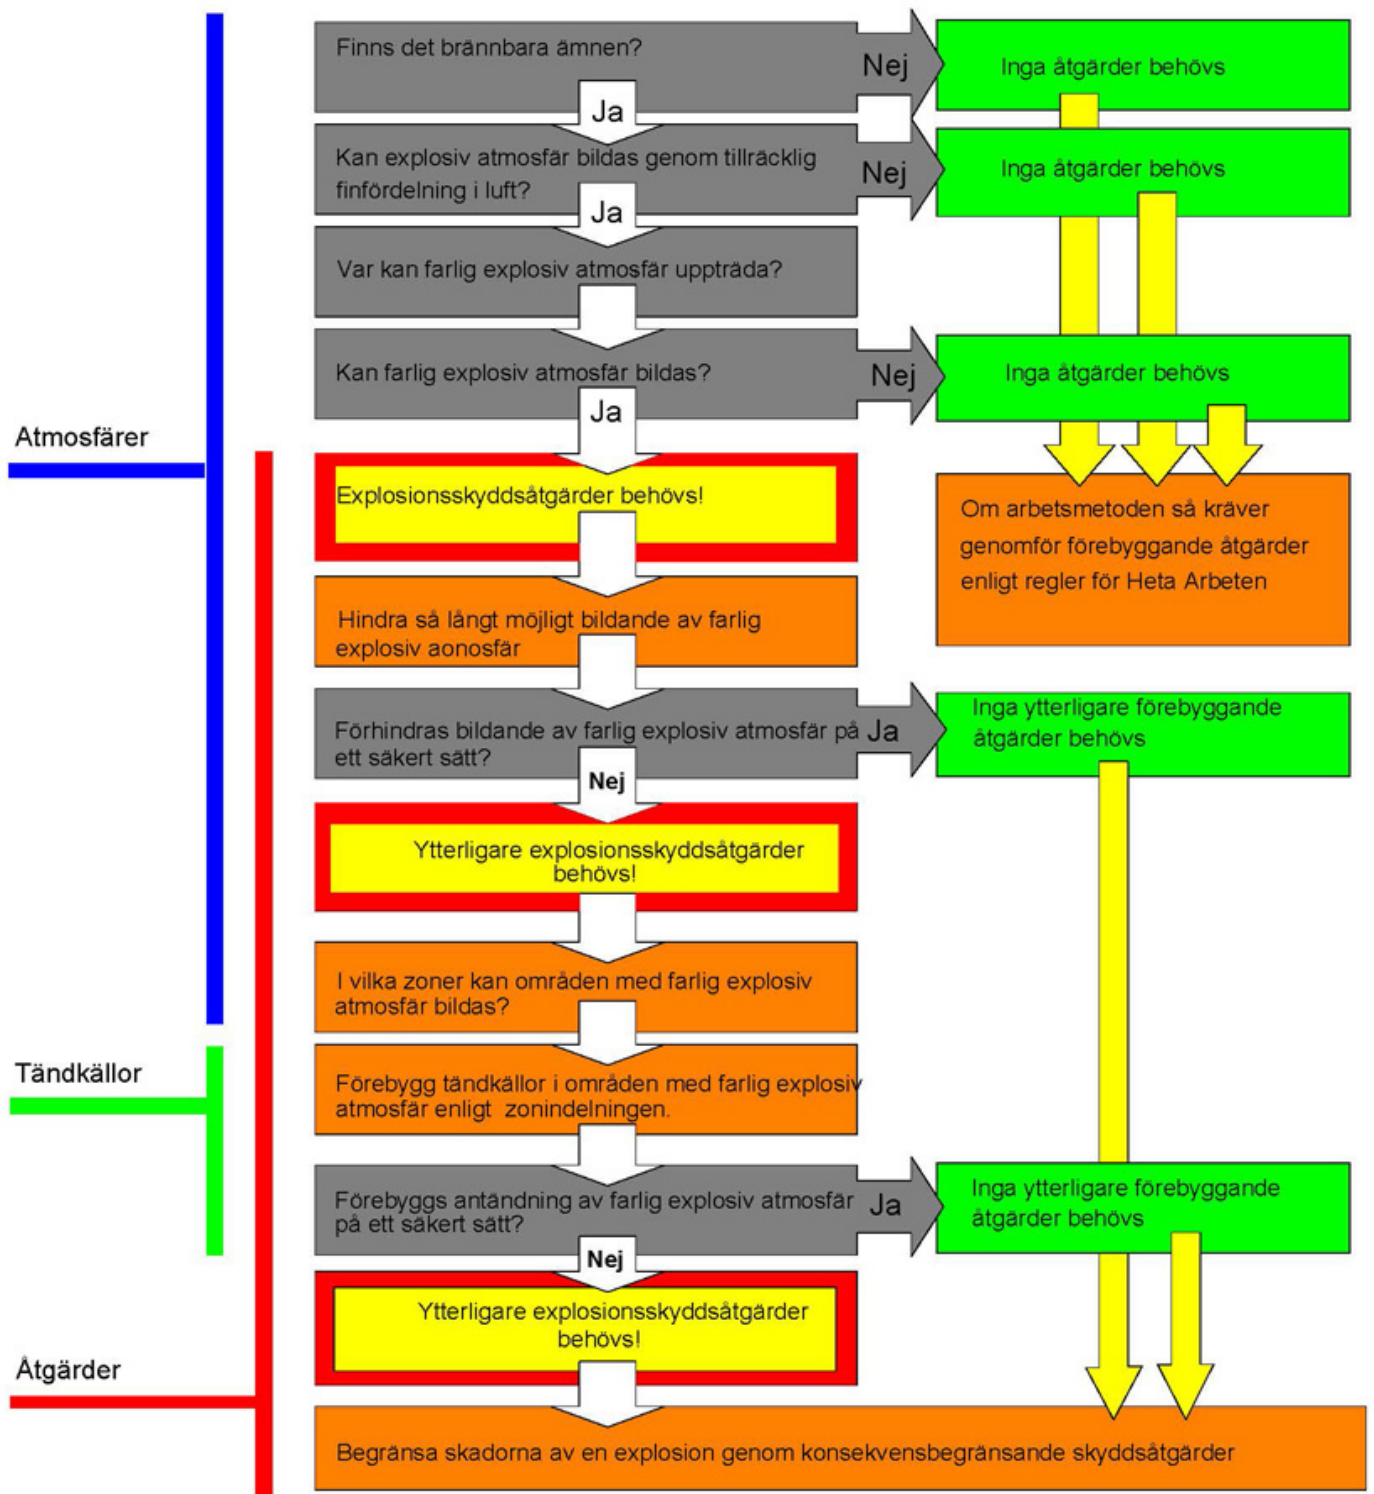 Finns det brännbara ämnen?
Nej
Inga åtgärder behövs
Ja
Kan explosiv atmosfär bildas genom tillräcklig
finfördelning i luft?
Nej
Inga åtgärder behövs
Ja
Var kan farlig explosiv atmosfär uppträda?
Kan farlig explosiv atmosfär bildas?
Nej
Inga åtgärder behövs
Ja
Atmosfärer
Explosionsskyddsåtgärder behövs!
Om arbetsmetoden så kräver
genomför förebyggande åtgärder
enligt regler för Heta Arbeten
Hindra så långt möjligt bildande av farlig
explosiv aonosfär
Förhindras bildande av farlig explosiv atmosfär på
ett säkert sätt?
Ja
Inga ytterligare förebyggande
åtgärder behövs
Nej
Ytterligare explosionsskyddsåtgärder
behövs!
I vilka zoner kan områden med farlig explosiv
atmosfär bildas?
Tändkällor
Förebygg tändkällor i områden med farlig explosiv
atmosfär enligt zonindelningen.
Förebyggs antändning av farlig explosiv atmosfär
på ett säkert sätt?
Ja
Inga ytterligare förebyggande
åtgärder behövs
Nej
Ytterligare explosionsskyddsåtgärder
behövs!
Åtgärder
Begränsa skadorna av en explosion genom konsekvensbegränsande skyddsåtgärder